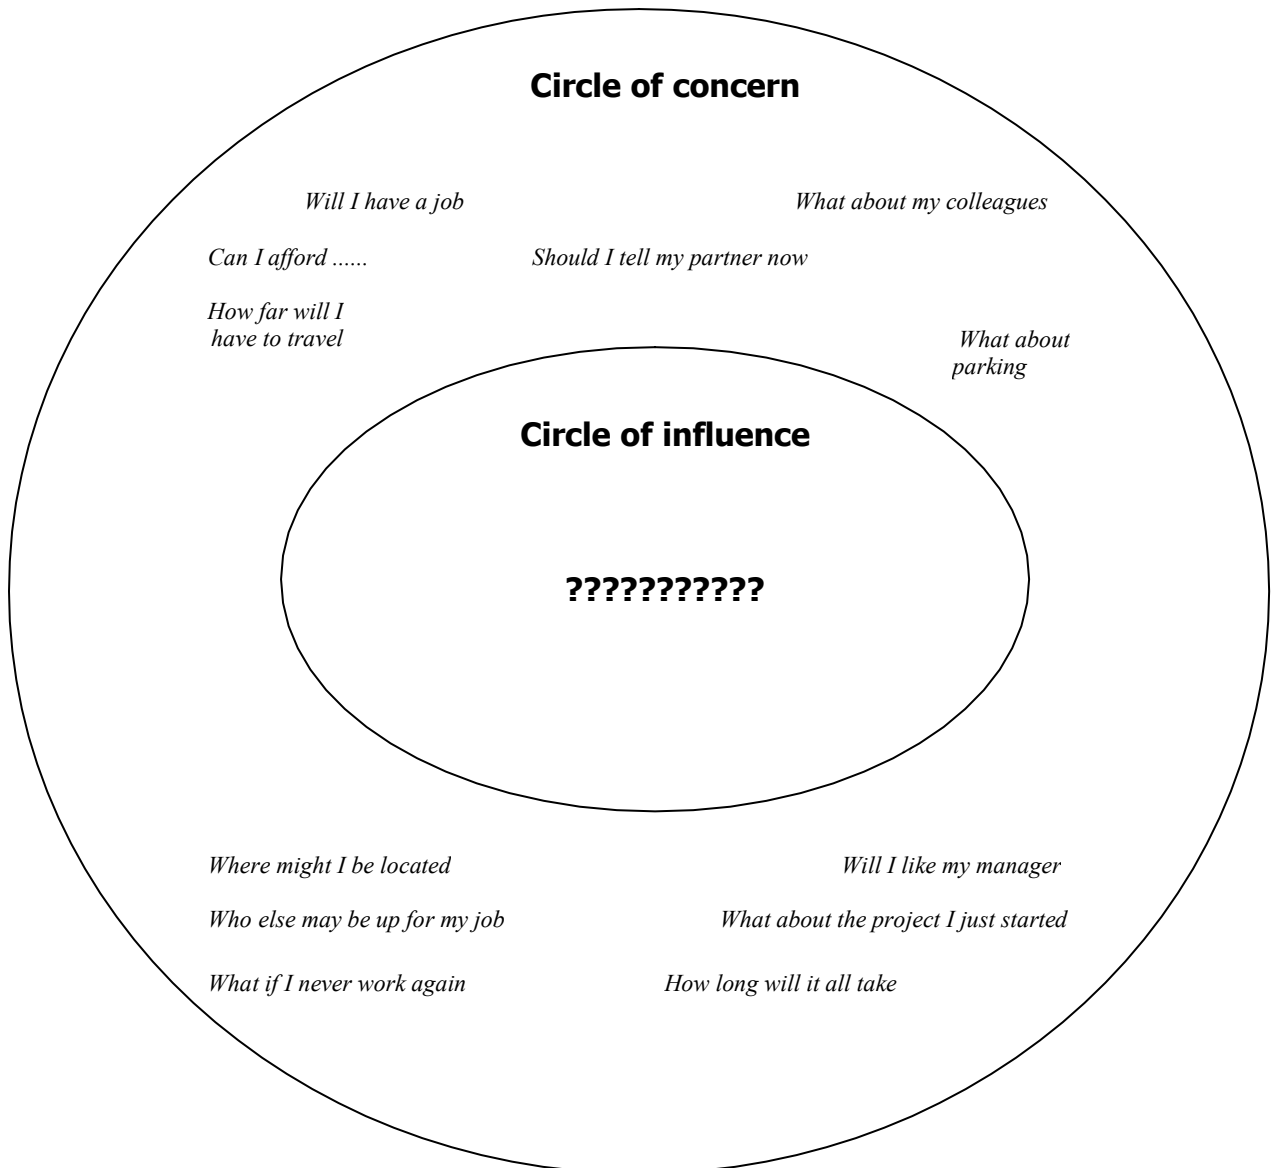 Circle of concern
Will I have a job
What about my colleagues
Can I afford ......
Should I tell my partner now
How far will I
have to travel
What about
parking
Circle of influence
???????????
Where might I be located
Will I like my manager
Who else may be up for my job
What about the project I just started
What if I never work again
How long will it all take